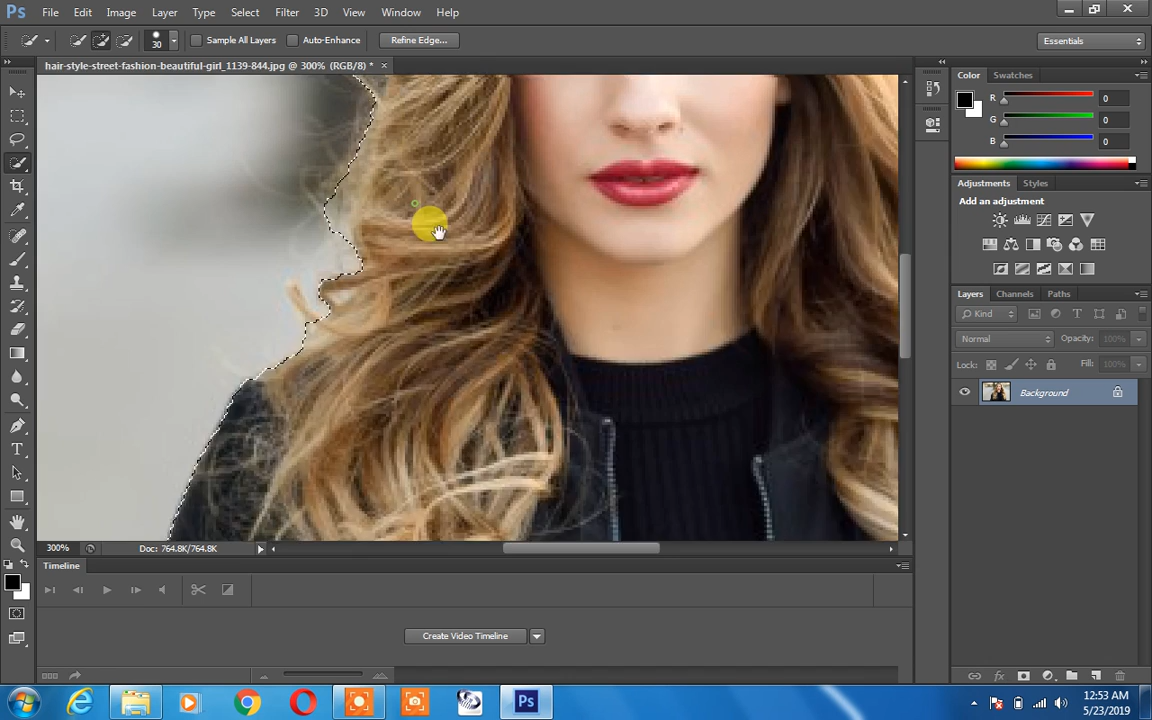 Ps File Edit Image Layer Type Select Filter 3D View Window Help
30 Sample All Layers Auto-Enhance Refine Edge... Essentials
hair-style-street-fashion-beautiful-girl_1139-844.jpg @ 300% (RGB/8) *
Color Swatches
R 0
G 0
B 0
Adjustments Styles
Add an adjustment
Layers Channels Paths
Kind
Normal Opacity: 100%
Lock: Fill: 100%
Background
300% Doc: 764.8K/764.8K
Timeline
Create Video Timeline
Ps 12:53 AM
5/23/2019